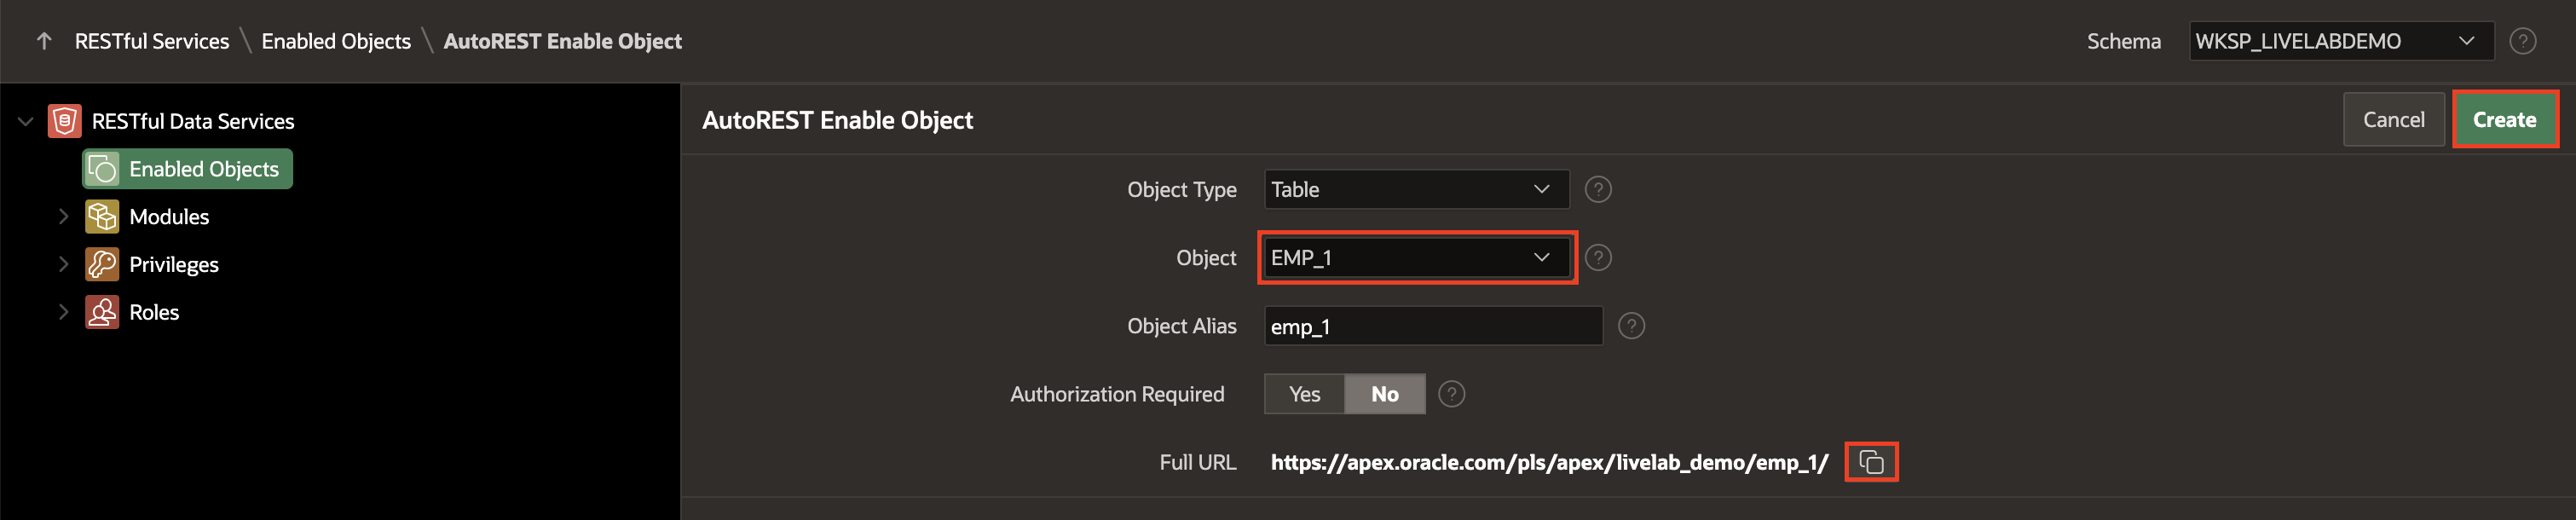 RESTful Services \ Enabled Objects \ AutoREST Enable Object
Schema WKSP_LIVELABDEMO ?
RESTful Data Services
Enabled Objects
Modules
Privileges
Roles
AutoREST Enable Object
Cancel Create
Object Type Table ?
Object EMP_1 ?
Object Alias emp_1 ?
Authorization Required Yes No ?
Full URL https://apex.oracle.com/pls/apex/livelab_demo/emp_1/